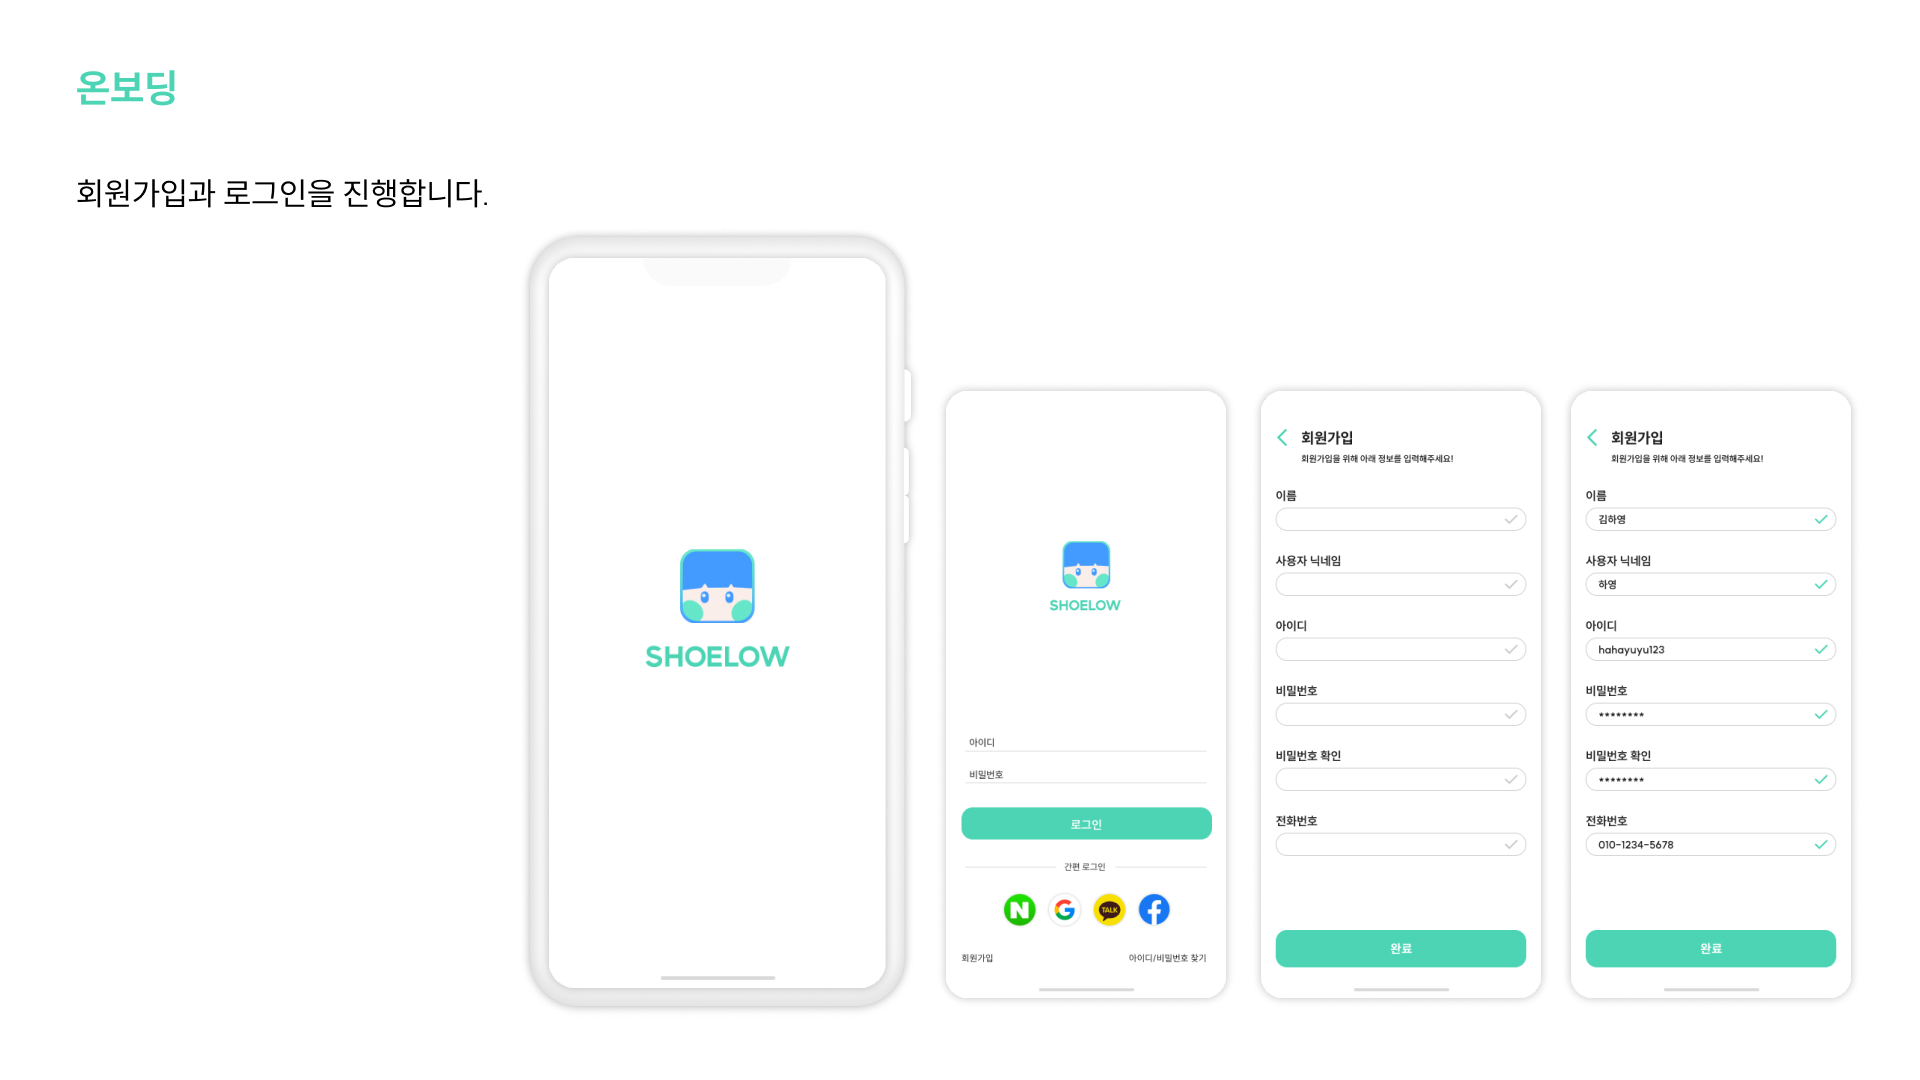 온보딩
회원가입과 로그인을 진행합니다.
SHOELOW
SHOELOW
아이디
비밀번호
로그인
간편 로그인
N
G
TALK
f
회원가입
아이디/비밀번호 찾기
회원가입
회원가입을 위해 아래 정보를 입력해주세요!
이름
사용자 닉네임
아이디
비밀번호
비밀번호 확인
전화번호
완료
회원가입
회원가입을 위해 아래 정보를 입력해주세요!
이름
김하영
사용자 닉네임
하영
아이디
hahayuyu123
비밀번호
********
비밀번호 확인
********
전화번호
010-1234-5678
완료